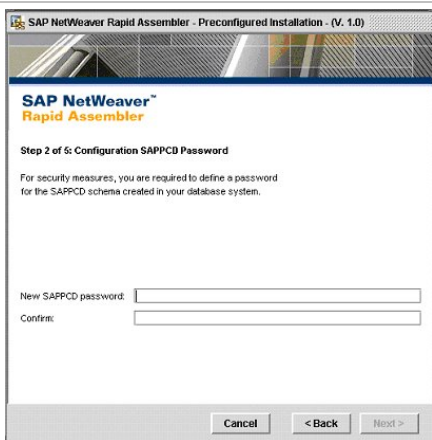 SAP NetWeaver Rapid Assembler - Preconfigured Installation - (V. 1.0)
SAP NetWeaver™
Rapid Assembler
Step 2 of 5: Configuration SAPPCD Password
For security measures, you are required to define a password
for the SAPPCD schema created in your database system.
New SAPPCD password:
Confirm:
Cancel
< Back
Next >